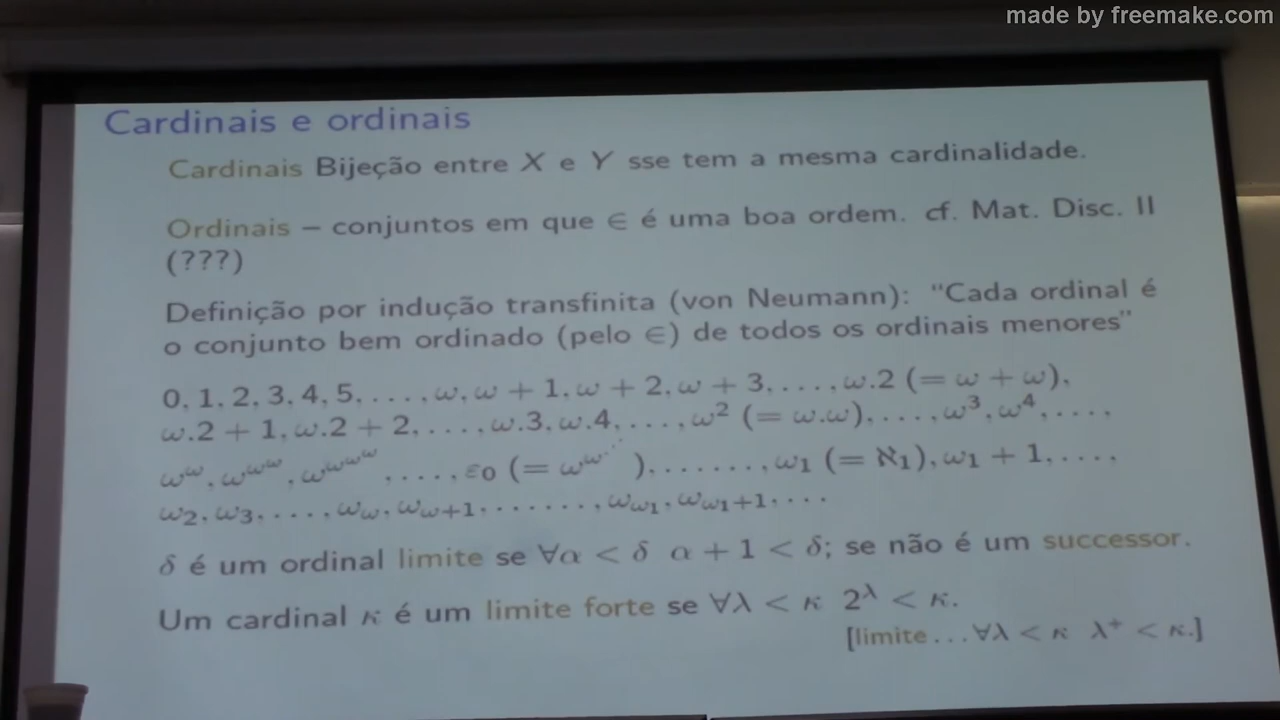 made by freemake.com
Cardinais e ordinais
Cardinais Bijeção entre X e Y sse tem a mesma cardinalidade.
Ordinais – conjuntos em que ∈ é uma boa ordem. cf. Mat. Disc. II
(???)
Definição por indução transfinita (von Neumann): “Cada ordinal é
o conjunto bem ordinado (pelo ∈) de todos os ordinais menores”
0, 1, 2, 3, 4, 5, . . . , ω, ω + 1, ω + 2, ω + 3, . . . , ω.2 (= ω + ω),
ω.2 + 1, ω.2 + 2, . . . , ω.3, ω.4, . . . , ω² (= ω.ω), . . . , ω³, ω⁴, . . . ,
ω^ω, ω^ω^ω, ω^ω^ω^ω, . . . , ε₀ (= ω^ω^⋰ ), . . . . . . , ω₁ (= ℵ₁), ω₁ + 1, . . . ,
ω₂, ω₃, . . . , ω_ω, ω_ω+1, . . . . . . , ω_ω₁, ω_ω₁+1, . . .
δ é um ordinal limite se ∀α < δ α + 1 < δ; se não é um successor.
Um cardinal κ é um limite forte se ∀λ < κ 2^λ < κ.
[limite . . . ∀λ < κ λ⁺ < κ.]